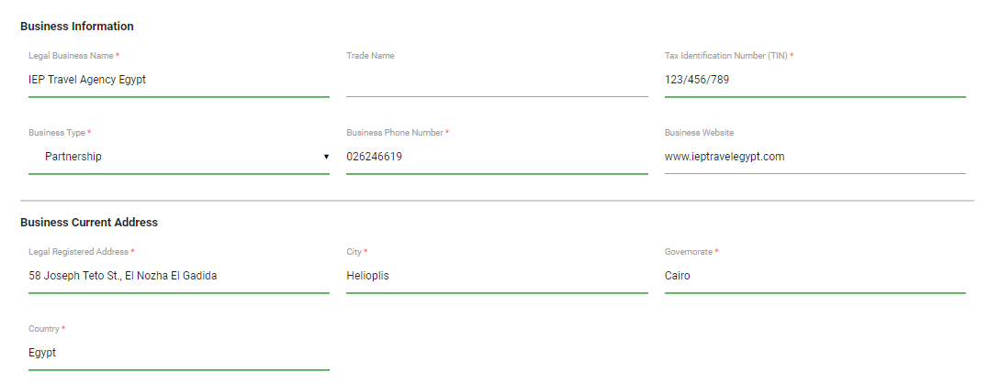 Business Information
Legal Business Name *
Trade Name
Tax Identification Number (TIN) *
IEP Travel Agency Egypt
123/456/789
Business Type *
Business Phone Number *
Business Website
Partnership
026246619
www.ieptravelegypt.com
Business Current Address
Legal Registered Address *
City *
Governorate *
58 Joseph Teto St., El Nozha El Gadida
Helioplis
Cairo
Country *
Egypt